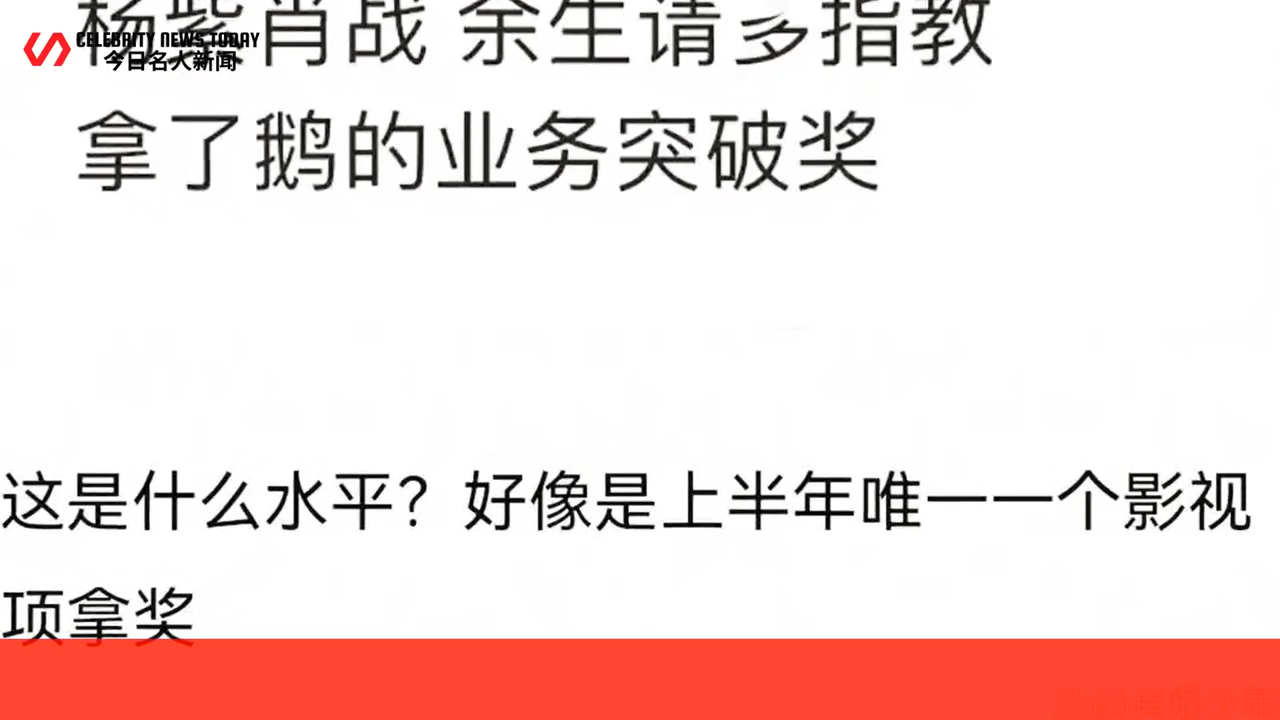 杨紫肖战 余生请多指教
CELEBRITY NEWS TODAY
今日名人新闻
拿了鹅的业务突破奖
这是什么水平？好像是上半年唯一一个影视
项拿奖